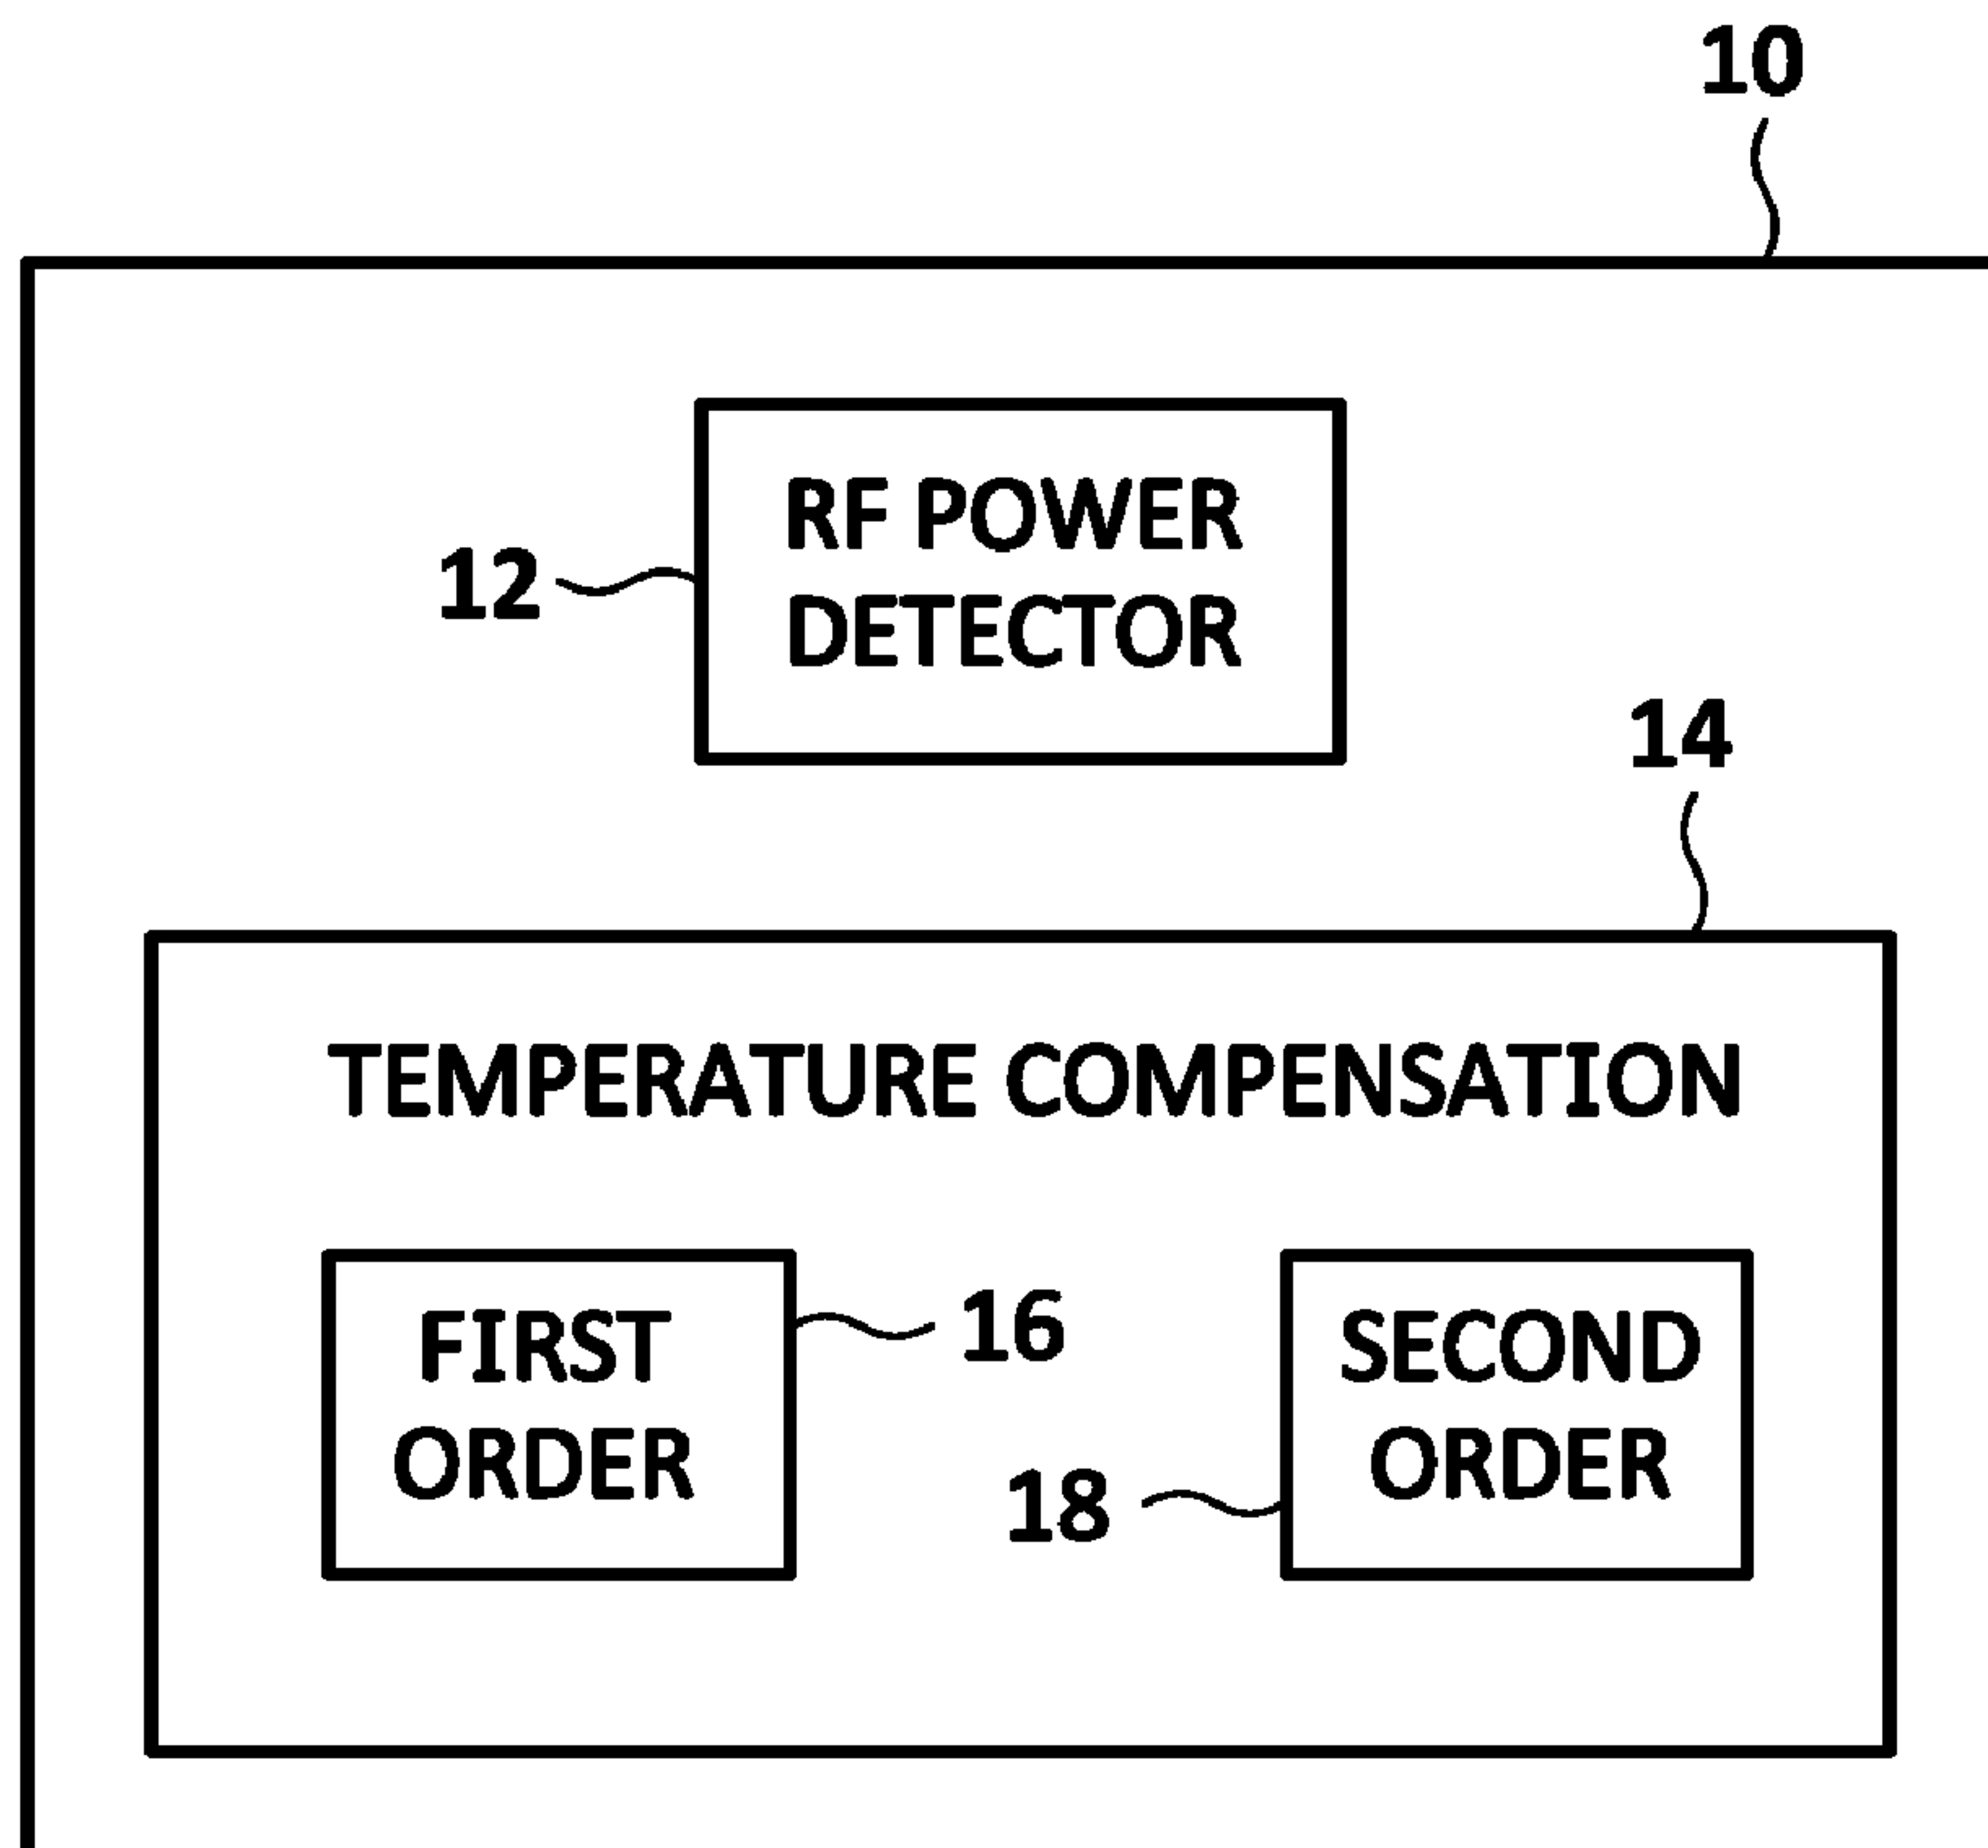 10
RF POWER
DETECTOR
12
14
TEMPERATURE COMPENSATION
FIRST
ORDER
16
18
SECOND
ORDER